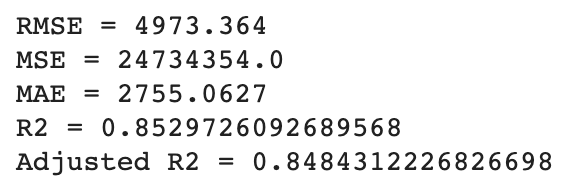 RMSE = 4973.364
MSE = 24734354.0
MAE = 2755.0627
R2 = 0.8529726092689568
Adjusted R2 = 0.8484312226826698